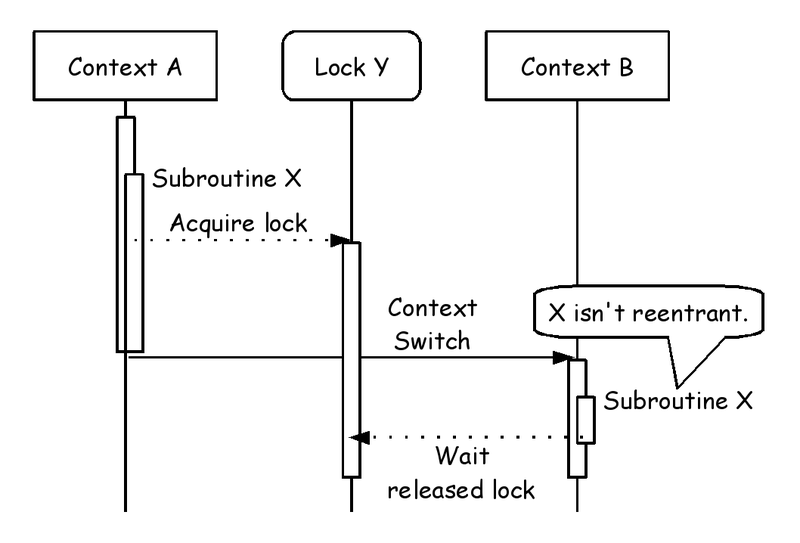 Context A
Lock Y
Context B
Subroutine X
Acquire lock
Context
Switch
X isn't reentrant.
Subroutine X
Wait
released lock